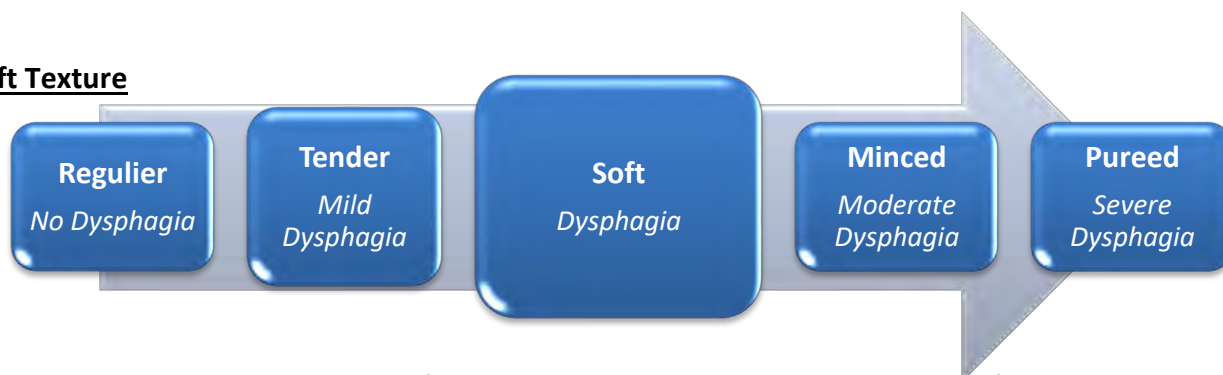 ft Texture
Regulier
No Dysphagia
Tender
Mild
Dysphagia
Soft
Dysphagia
Minced
Moderate
Dysphagia
Pureed
Severe
Dysphagia